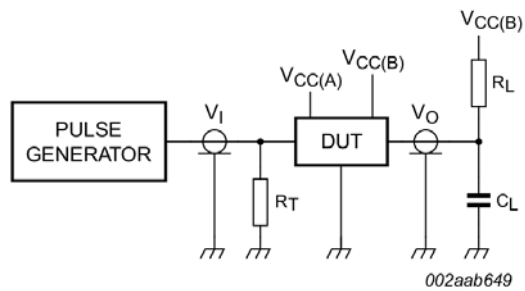 VCC(B)
VCC(A)
VCC(B)
RL
PULSE
GENERATOR
VI
DUT
VO
RT
CL
002aab649